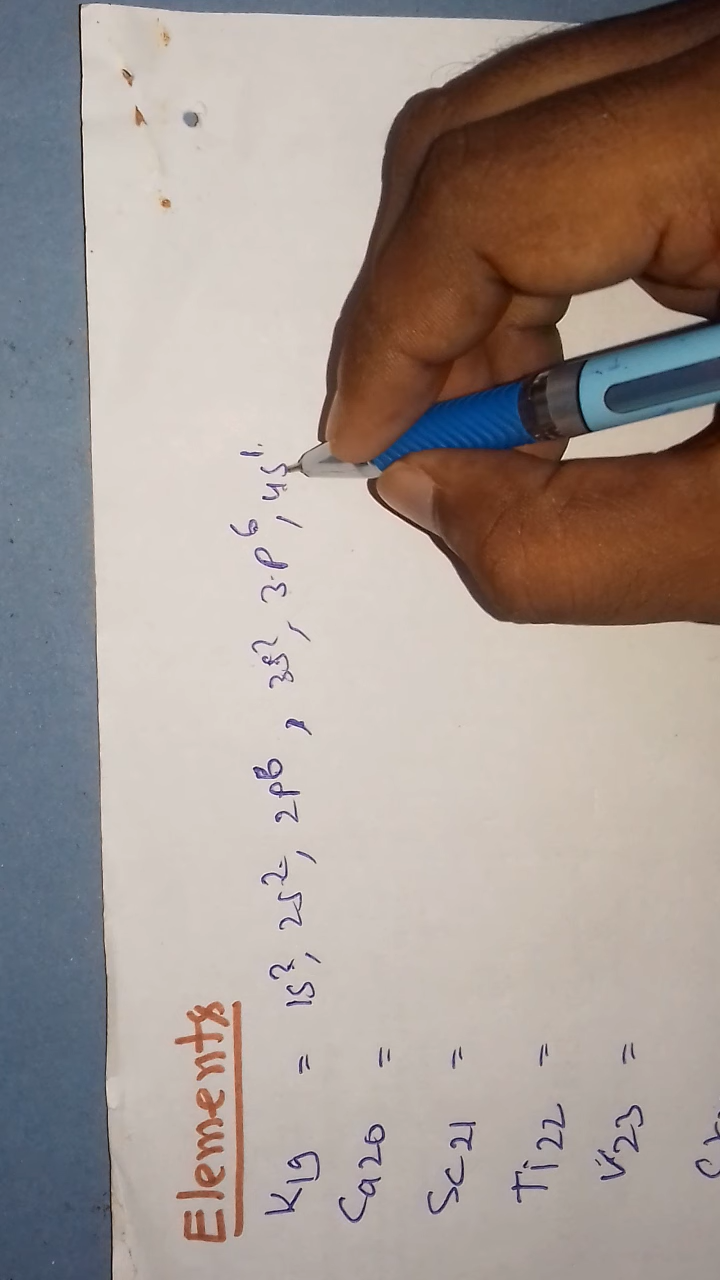 Elements
K19 = 1s², 2s², 2p⁶, 3s², 3p⁶, 4s¹
Ca20 =
Sc21 =
Ti22 =
V23 =